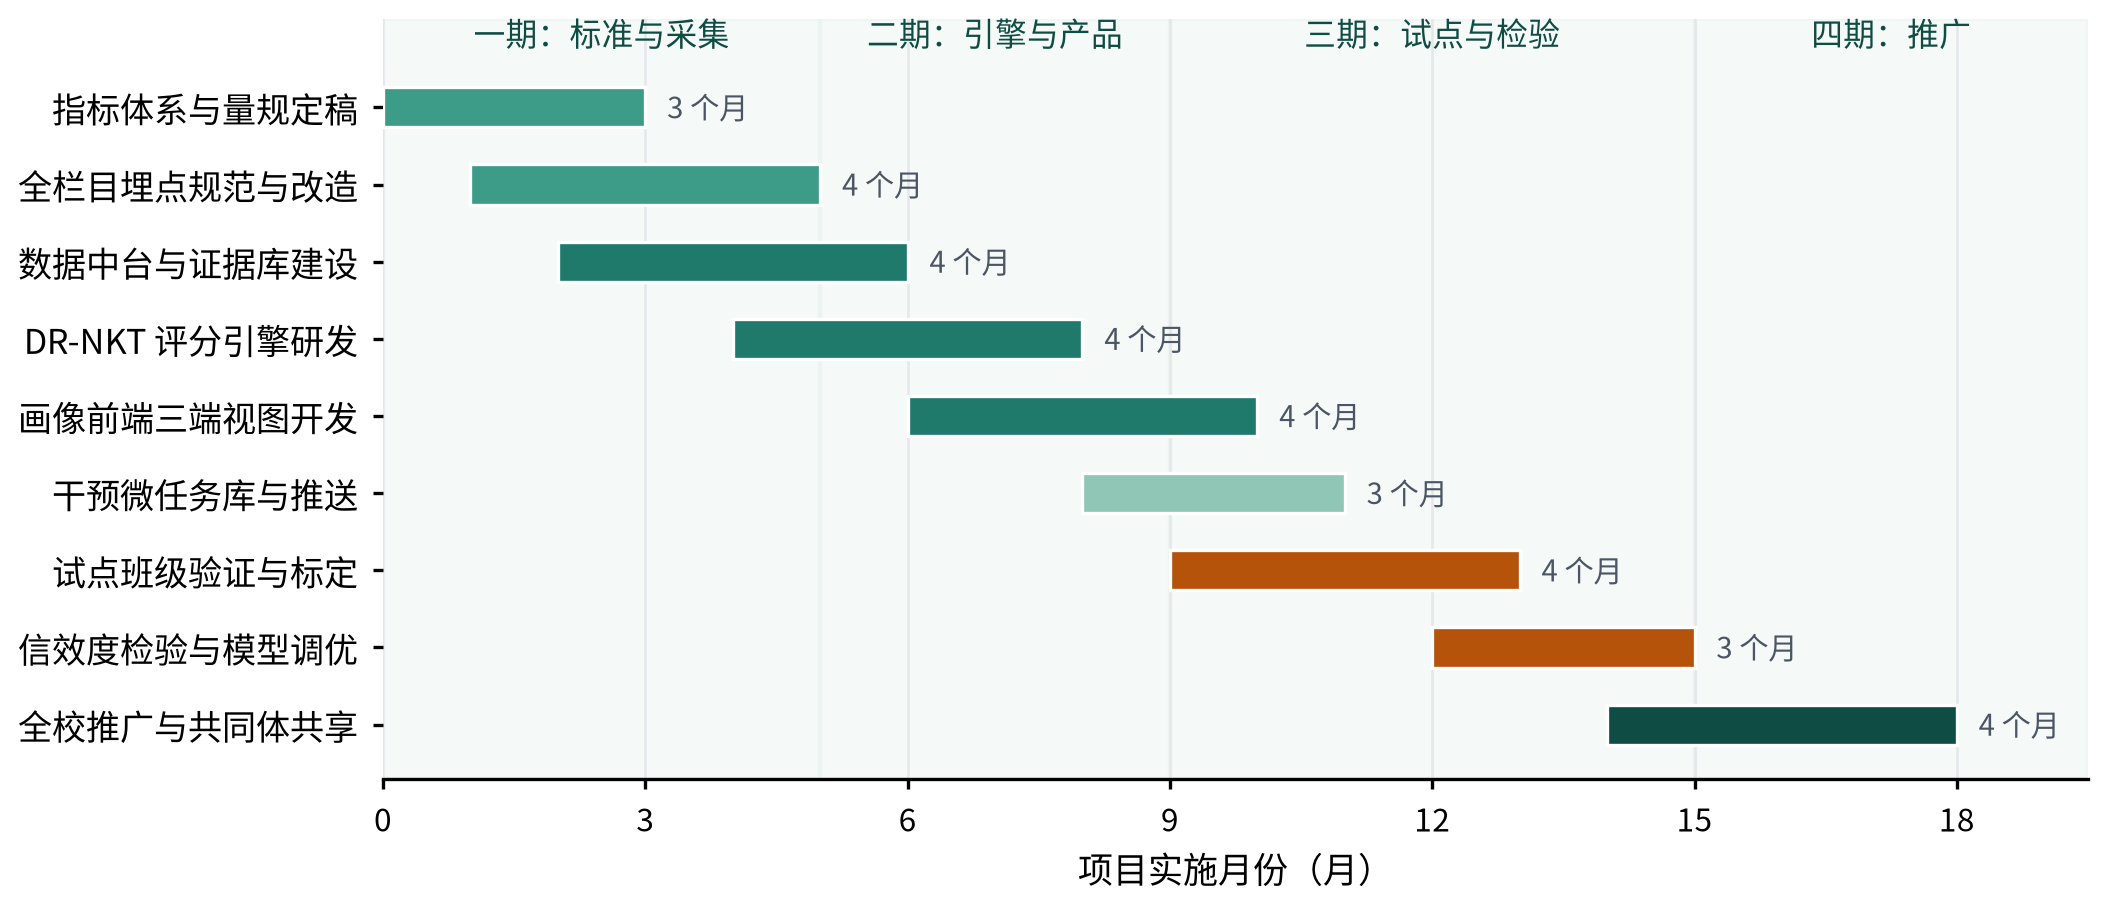 一期：标准与采集 二期：引擎与产品 三期：试点与检验 四期：推广
指标体系与量规定稿 3 个月
全栏目埋点规范与改造 4 个月
数据中台与证据库建设 4 个月
DR-NKT 评分引擎研发 4 个月
画像前端三端视图开发 4 个月
干预微任务库与推送 3 个月
试点班级验证与标定 4 个月
信效度检验与模型调优 3 个月
全校推广与共同体共享 4 个月
0 3 6 9 12 15 18
项目实施月份（月）